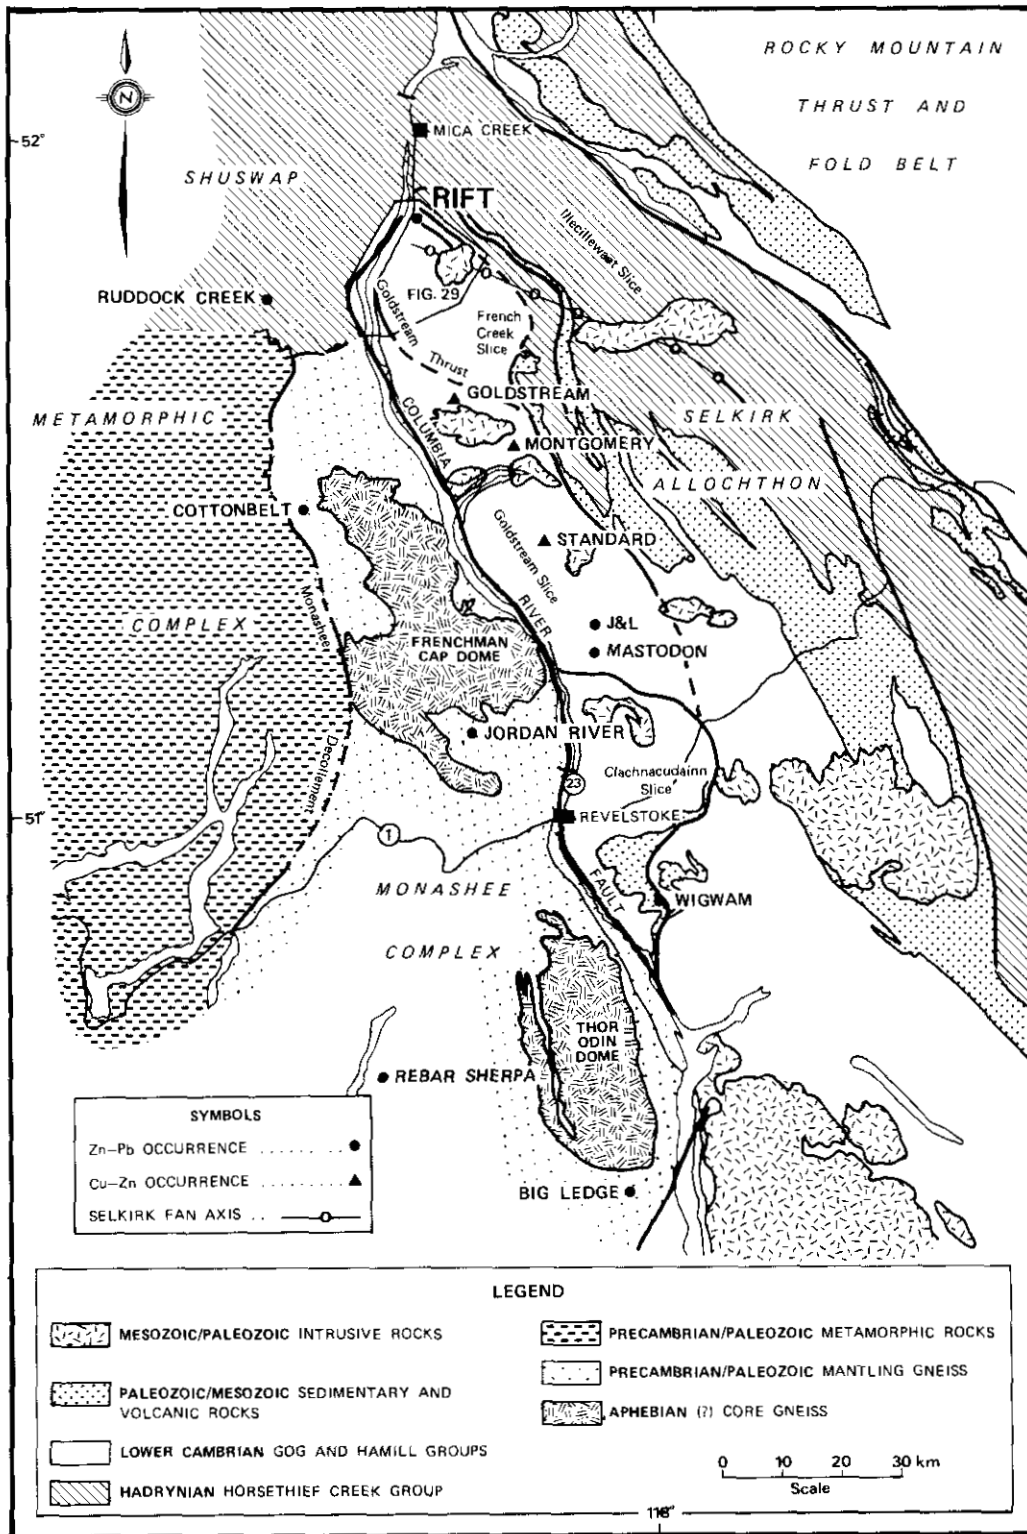 ROCKY MOUNTAIN
THRUST AND
FOLD BELT
N
52°
MICA CREEK
SHUSWAP
RIFT
Illecillewaet Slice
RUDDOCK CREEK
FIG. 29
Goldstream
Thrust
French
Creek
Slice
METAMORPHIC
COLUMBIA
GOLDSTREAM
SELKIRK
MONTGOMERY
ALLOCHTHON
COTTONBELT
Goldstream Slice
STANDARD
RIVER
Monashee
COMPLEX
J&L
FRENCHMAN
CAP DOME
MASTODON
JORDAN RIVER
Decollement
Clachnacudainn
Slice
23
51°
1
REVELSTOKE
MONASHEE
FAULT
WIGWAM
COMPLEX
THOR
ODIN
DOME
REBAR SHERPA
BIG LEDGE
SYMBOLS
Zn-Pb OCCURRENCE
Cu-Zn OCCURRENCE
SELKIRK FAN AXIS
LEGEND
MESOZOIC/PALEOZOIC INTRUSIVE ROCKS
PALEOZOIC/MESOZOIC SEDIMENTARY AND
VOLCANIC ROCKS
LOWER CAMBRIAN GOG AND HAMILL GROUPS
HADRYNIAN HORSETHIEF CREEK GROUP
PRECAMBRIAN/PALEOZOIC METAMORPHIC ROCKS
PRECAMBRIAN/PALEOZOIC MANTLING GNEISS
APHEBIAN (?) CORE GNEISS
0 10 20 30 km
Scale
118°